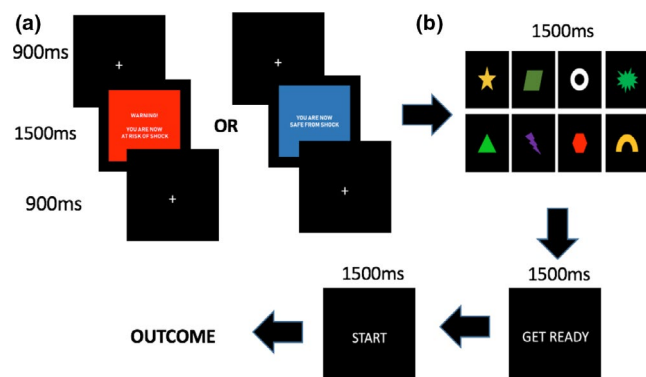 (a)
(b)
900ms
1500ms
WARNING!
YOU ARE NOW
AT RISK OF SHOCK
OR
YOU ARE NOW
SAFE FROM SHOCK
1500ms
900ms
1500ms
1500ms
OUTCOME
START
GET READY